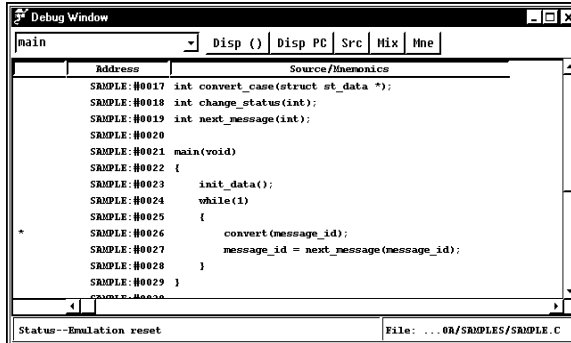 Debug Window
main Disp () Disp PC Src Mix Mne
Address Source/Mnemonics
SAMPLE:#0017 int convert_case(struct st_data *);
SAMPLE:#0018 int change_status(int);
SAMPLE:#0019 int next_message(int);
SAMPLE:#0020
SAMPLE:#0021 main(void)
SAMPLE:#0022 {
SAMPLE:#0023 init_data();
SAMPLE:#0024 while(1)
SAMPLE:#0025 {
* SAMPLE:#0026 convert(message_id);
SAMPLE:#0027 message_id = next_message(message_id);
SAMPLE:#0028 }
SAMPLE:#0029 }
Status--Emulation reset File: ...0A/SAMPLES/SAMPLE.C